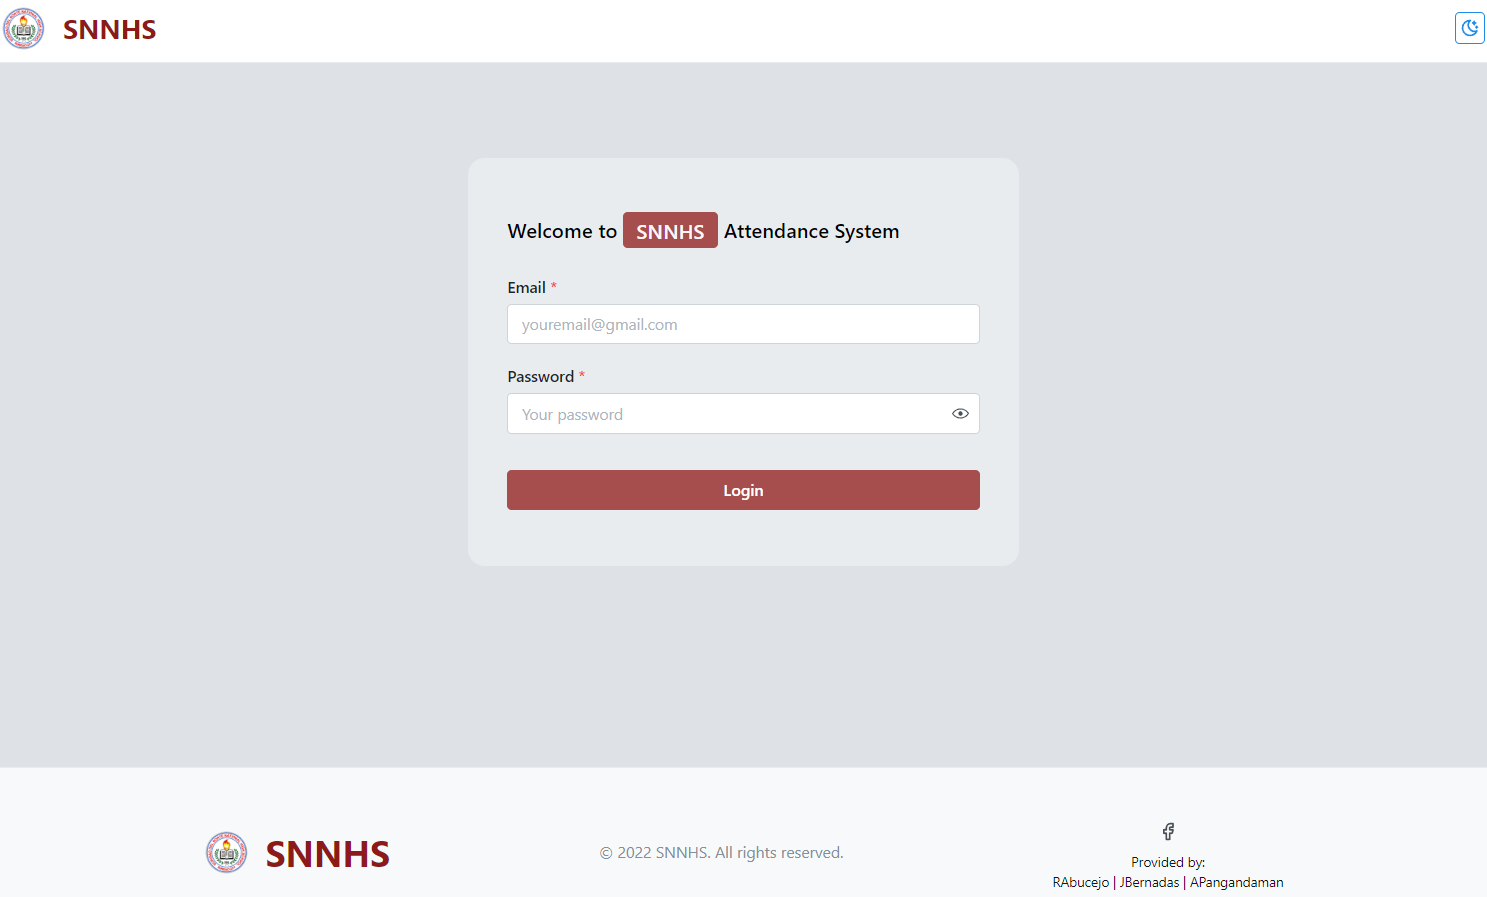 SNNHS
Welcome to SNNHS Attendance System
Email *
youremail@gmail.com
Password *
Your password
Login
SNNHS
© 2022 SNNHS. All rights reserved.
Provided by:
RAbucejo | JBernadas | APangandaman